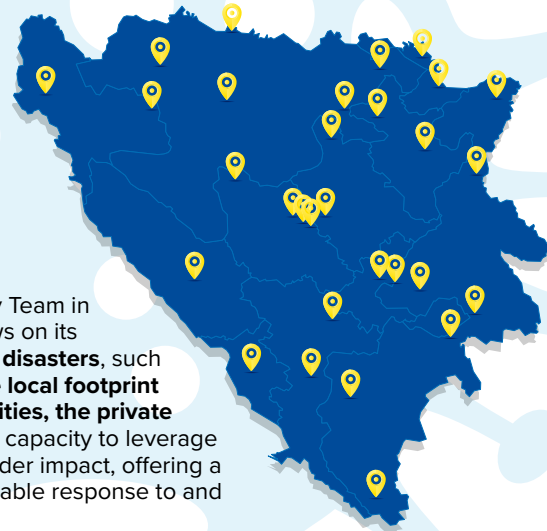 Team in
on its
disasters, such
local footprint
ities, the private
capacity to leverage
der impact, offering a
able response to and